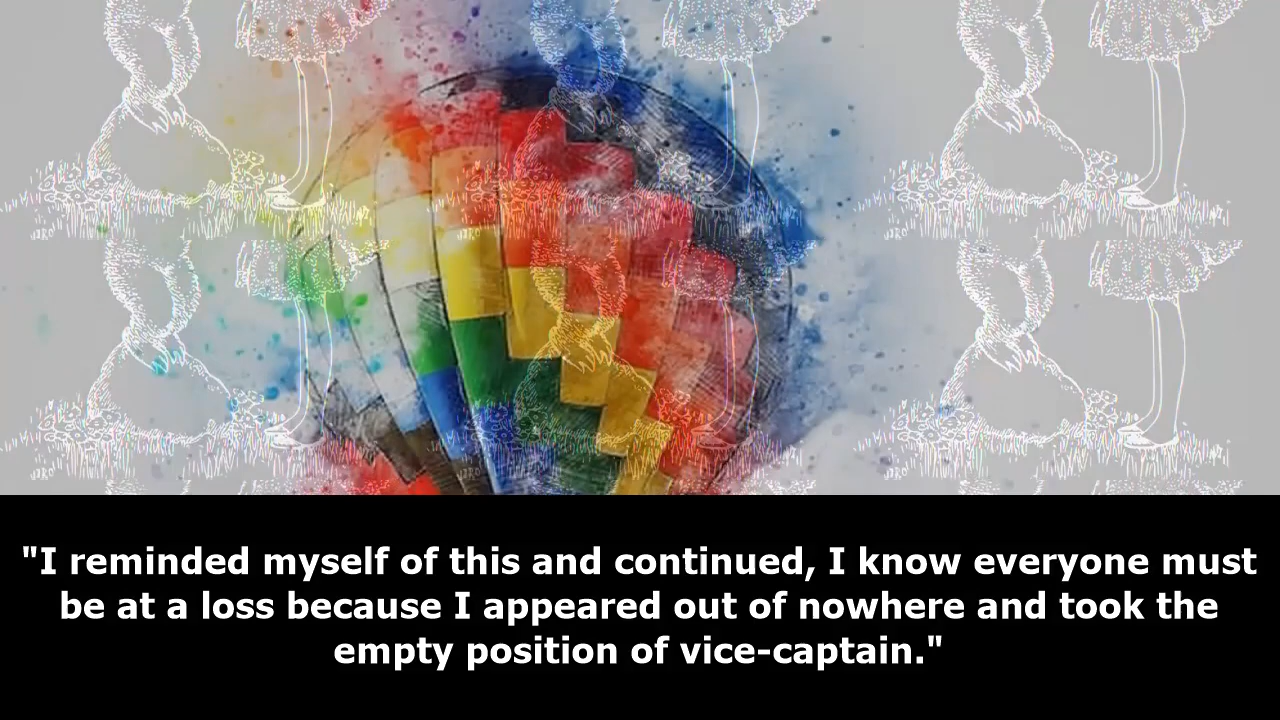 "I reminded myself of this and continued, I know everyone must
be at a loss because I appeared out of nowhere and took the
empty position of vice-captain."